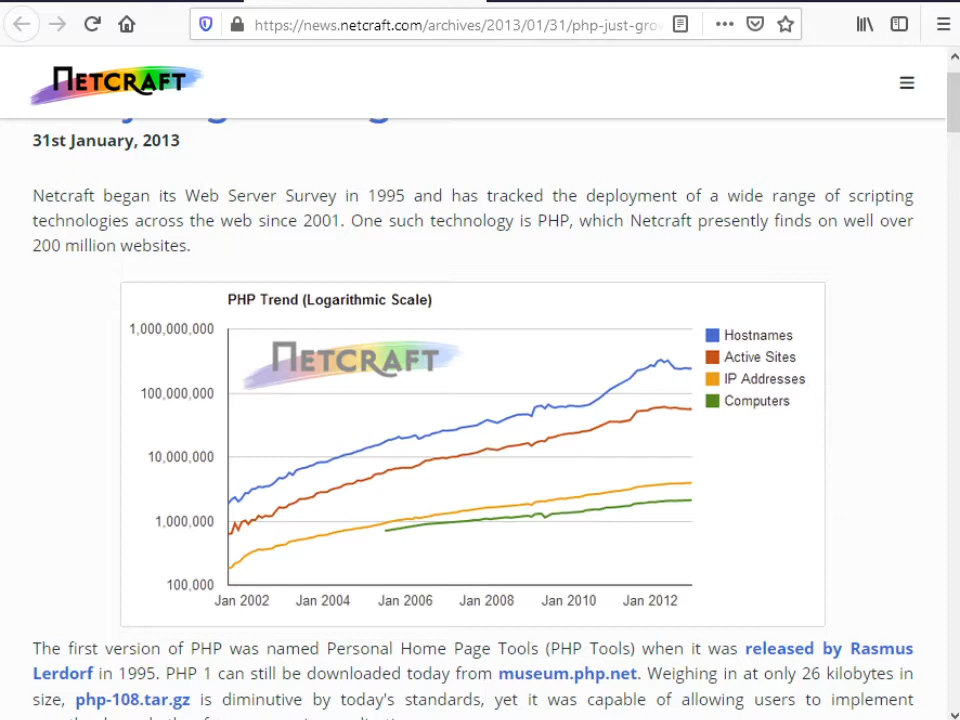 https://news.netcraft.com/archives/2013/01/31/php-just-grow
NETCRAFT
31st January, 2013
Netcraft began its Web Server Survey in 1995 and has tracked the deployment of a wide range of scripting
technologies across the web since 2001. One such technology is PHP, which Netcraft presently finds on well over
200 million websites.
PHP Trend (Logarithmic Scale)
NETCRAFT
1,000,000,000
100,000,000
10,000,000
1,000,000
100,000
Jan 2002 Jan 2004 Jan 2006 Jan 2008 Jan 2010 Jan 2012
Hostnames
Active Sites
IP Addresses
Computers
The first version of PHP was named Personal Home Page Tools (PHP Tools) when it was released by Rasmus
Lerdorf in 1995. PHP 1 can still be downloaded today from museum.php.net. Weighing in at only 26 kilobytes in
size, php-108.tar.gz is diminutive by today's standards, yet it was capable of allowing users to implement